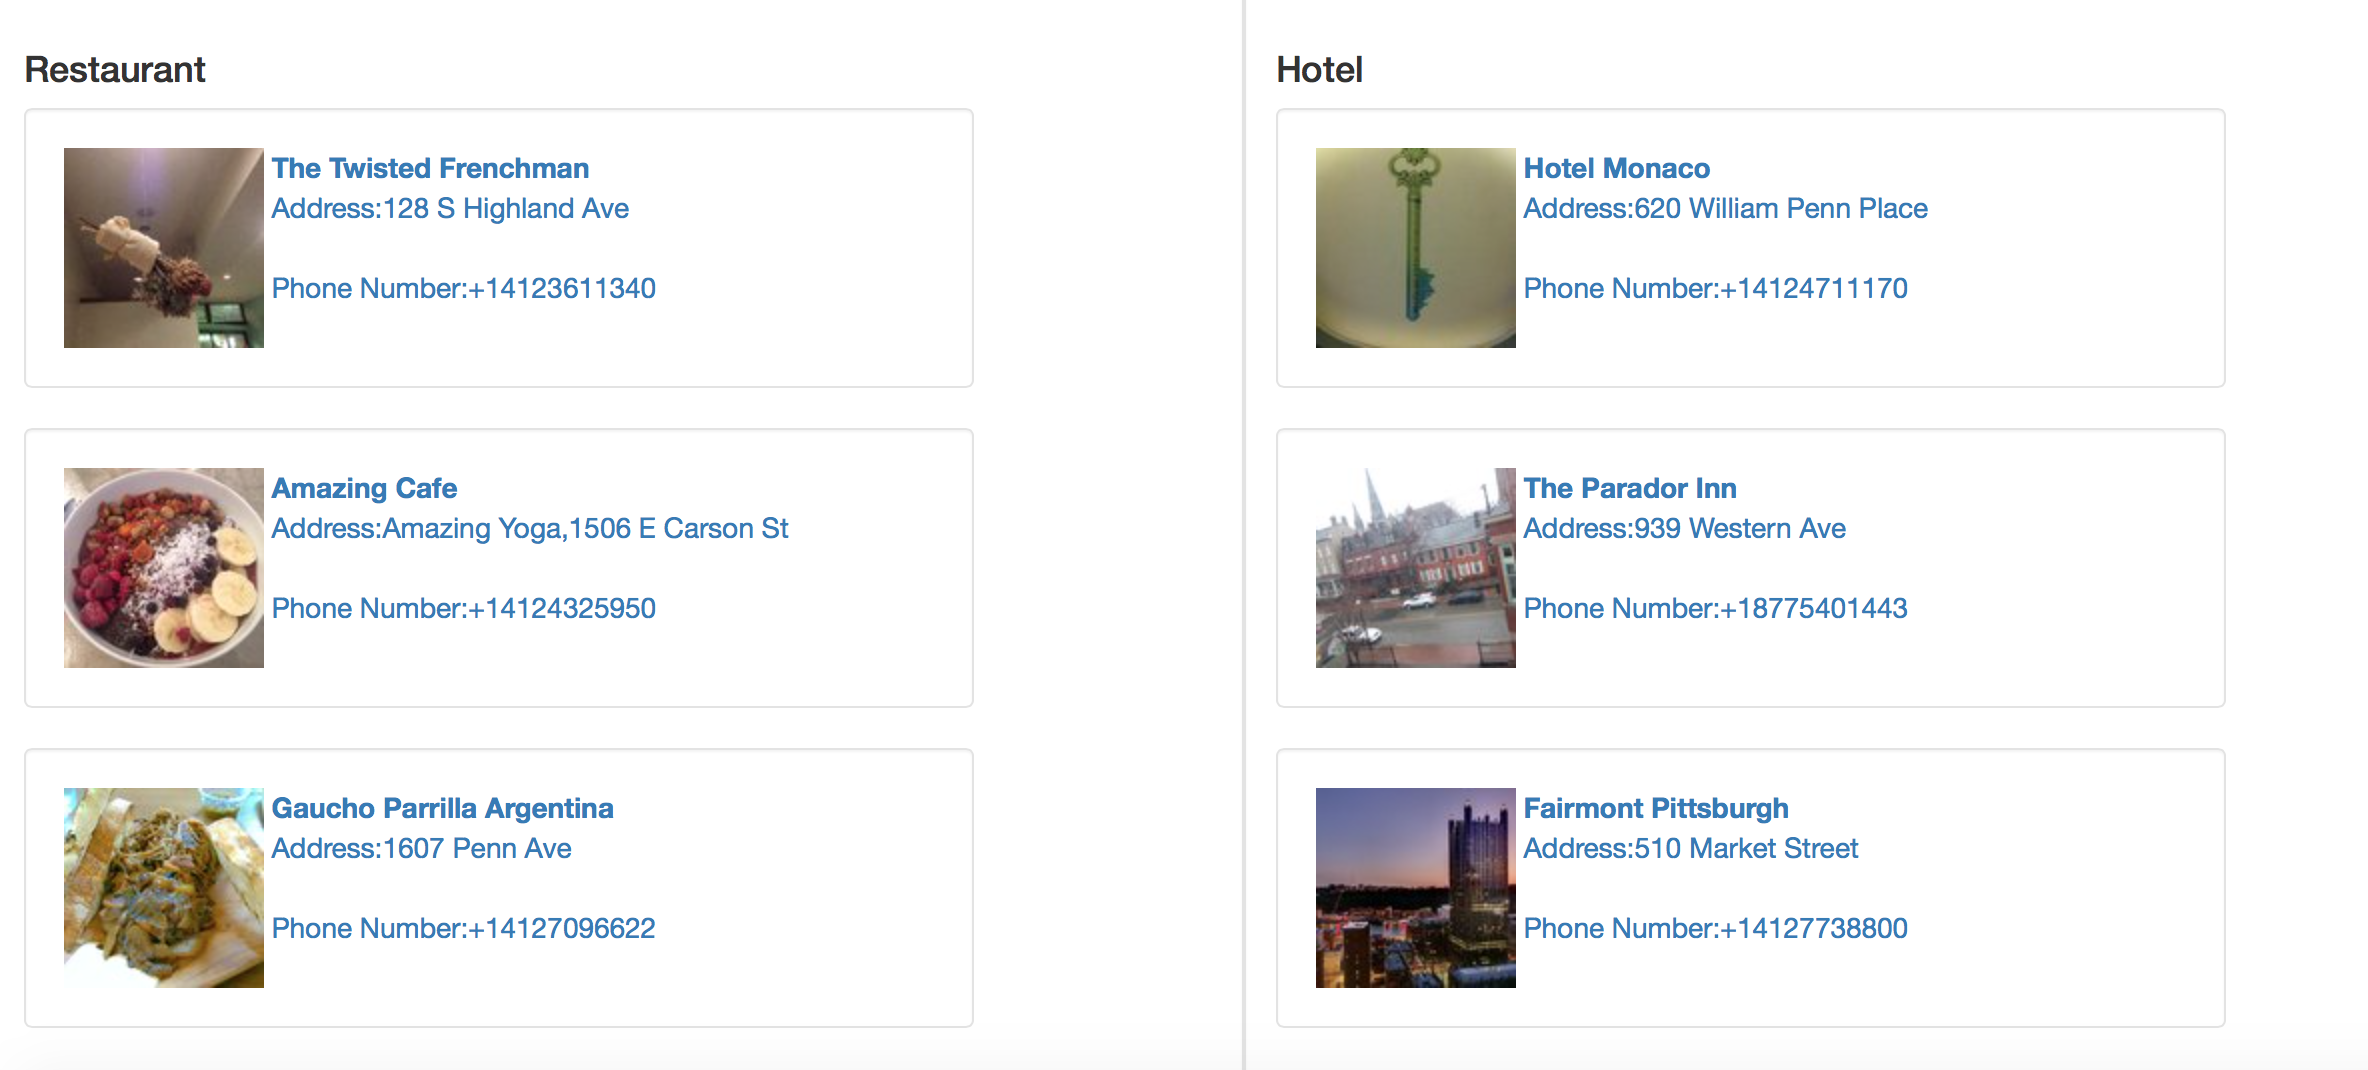 Restaurant
The Twisted Frenchman
Address:128 S Highland Ave
Phone Number:+14123611340
Amazing Cafe
Address:Amazing Yoga,1506 E Carson St
Phone Number:+14124325950
Gaucho Parrilla Argentina
Address:1607 Penn Ave
Phone Number:+14127096622
Hotel
Hotel Monaco
Address:620 William Penn Place
Phone Number:+14124711170
The Parador Inn
Address:939 Western Ave
Phone Number:+18775401443
Fairmont Pittsburgh
Address:510 Market Street
Phone Number:+14127738800